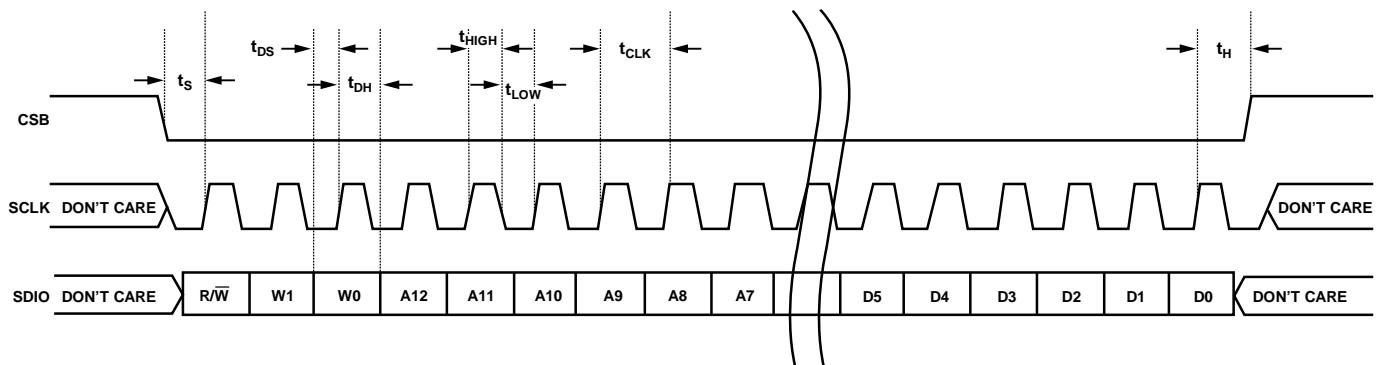 tHIGH
tDS tCLK tH
tS tDH tLOW
CSB
SCLK DON'T CARE DON'T CARE
SDIO DON'T CARE R/W̅ W1 W0 A12 A11 A10 A9 A8 A7 D5 D4 D3 D2 D1 D0 DON'T CARE